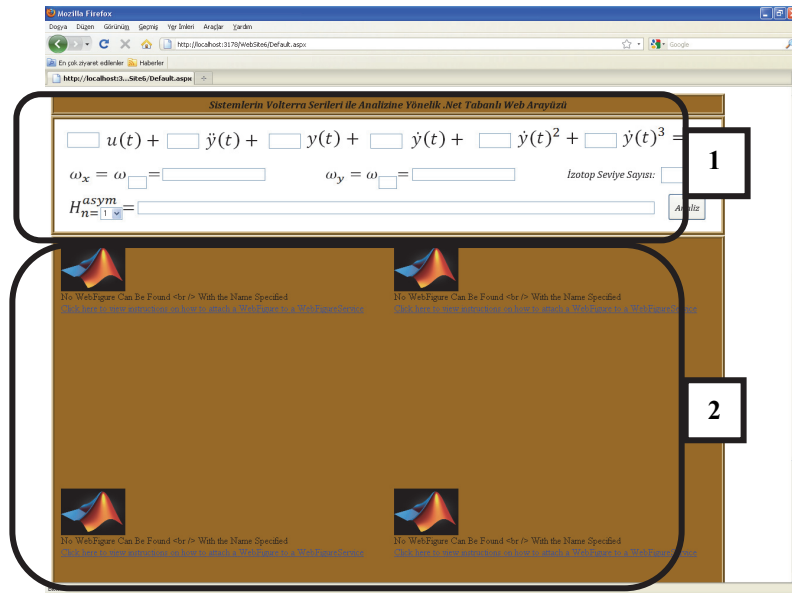 Mozilla Firefox
Dosya Düzen Görünüm Geçmiş Yer İmleri Araçlar Yardım
http://localhost:3178/WebSite6/Default.aspx
Google
En çok ziyaret edilenler Haberler
http://localhost:3...Site6/Default.aspx
Sistemlerin Volterra Serileri ile Analizine Yönelik .Net Tabanlı Web Arayüzü
u(t) + ÿ(t) + y(t) + ẏ(t) + ẏ(t)² + ẏ(t)³ =
1
ωx = ω = ωy = ω = İzotop Seviye Sayısı:
H asym n= 1 = Analiz
No WebFigure Can Be Found <br /> With the Name Specified No WebFigure Can Be Found <br /> With the Name Specified
Click here to view instructions on how to attach a WebFigure to a WebFigureService Click here to view instructions on how to attach a WebFigure to a WebFigureService
2
No WebFigure Can Be Found <br /> With the Name Specified No WebFigure Can Be Found <br /> With the Name Specified
Click here to view instructions on how to attach a WebFigure to a WebFigureService Click here to view instructions on how to attach a WebFigure to a WebFigureService